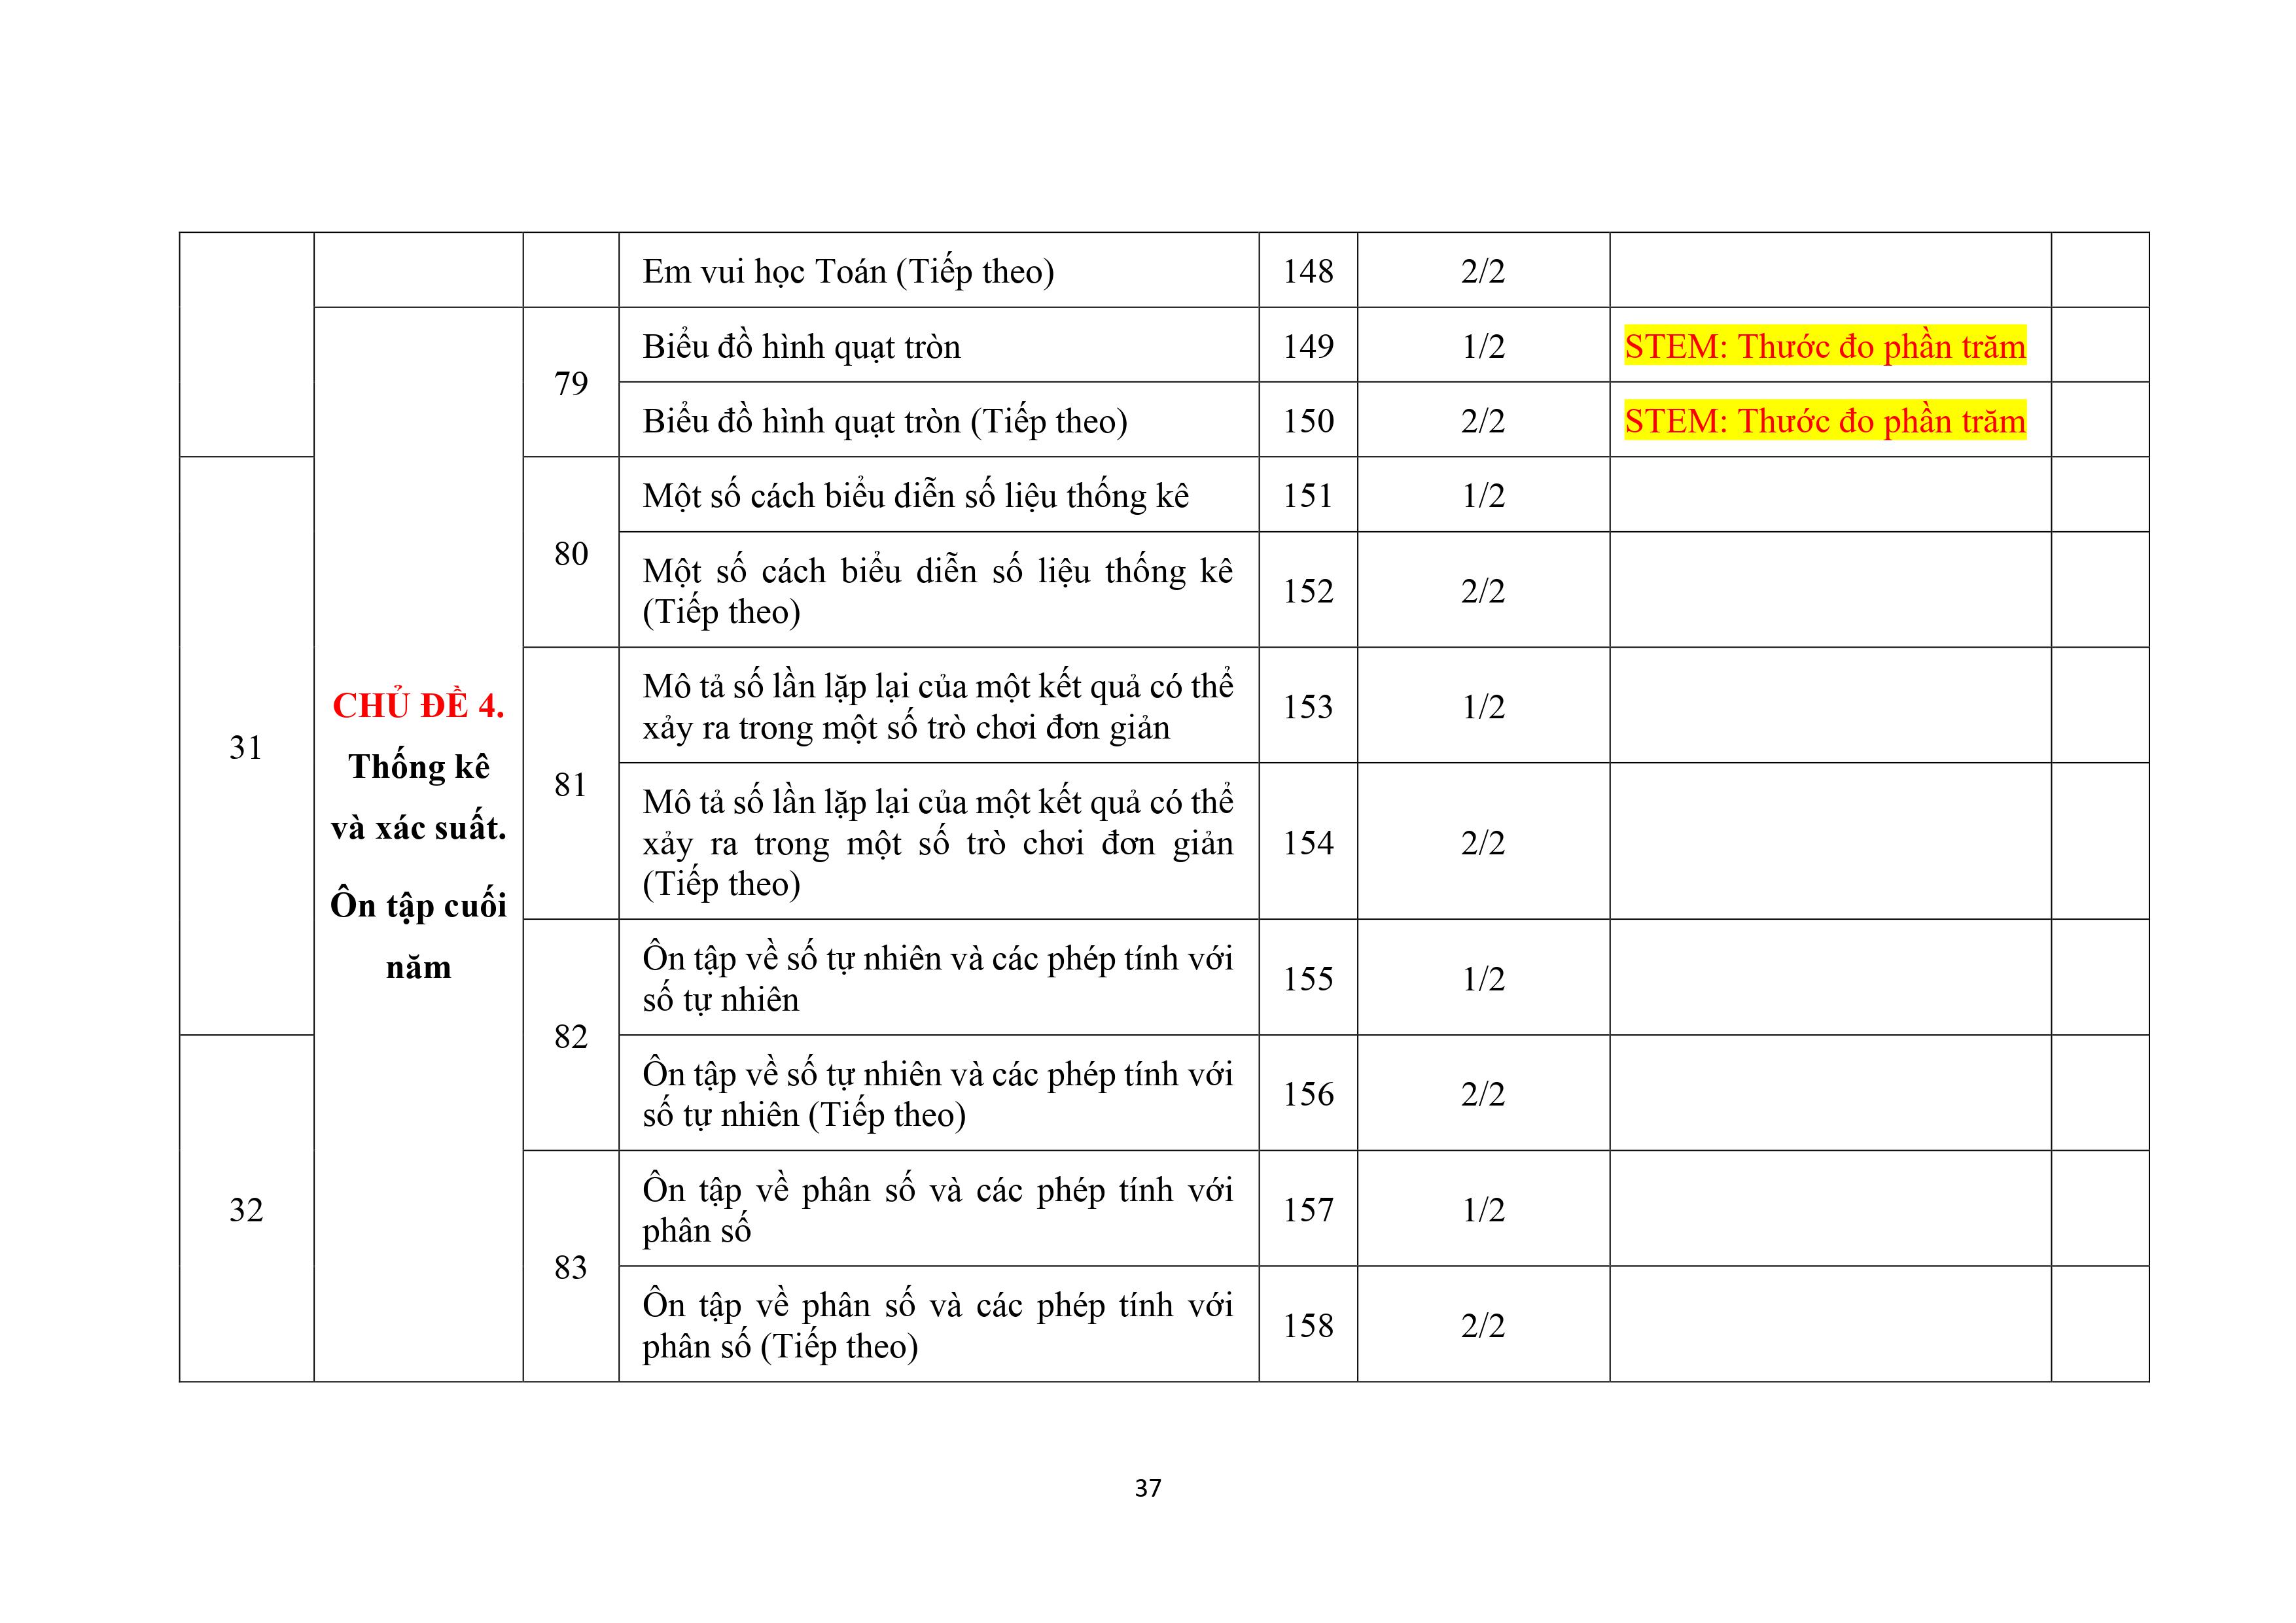 Em vui học Toán (Tiếp theo) 148 2/2
79
Biểu đồ hình quạt tròn 149 1/2 STEM: Thước đo phần trăm
Biểu đồ hình quạt tròn (Tiếp theo) 150 2/2 STEM: Thước đo phần trăm
31
CHỦ ĐỀ 4.
Thống kê
và xác suất.
Ôn tập cuối
năm
80
Một số cách biểu diễn số liệu thống kê 151 1/2
Một số cách biểu diễn số liệu thống kê
(Tiếp theo)
152 2/2
81
Mô tả số lần lặp lại của một kết quả có thể
xảy ra trong một số trò chơi đơn giản
153 1/2
Mô tả số lần lặp lại của một kết quả có thể
xảy ra trong một số trò chơi đơn giản
(Tiếp theo)
154 2/2
82
Ôn tập về số tự nhiên và các phép tính với
số tự nhiên
155 1/2
32
Ôn tập về số tự nhiên và các phép tính với
số tự nhiên (Tiếp theo)
156 2/2
83
Ôn tập về phân số và các phép tính với
phân số
157 1/2
Ôn tập về phân số và các phép tính với
phân số (Tiếp theo)
158 2/2
37